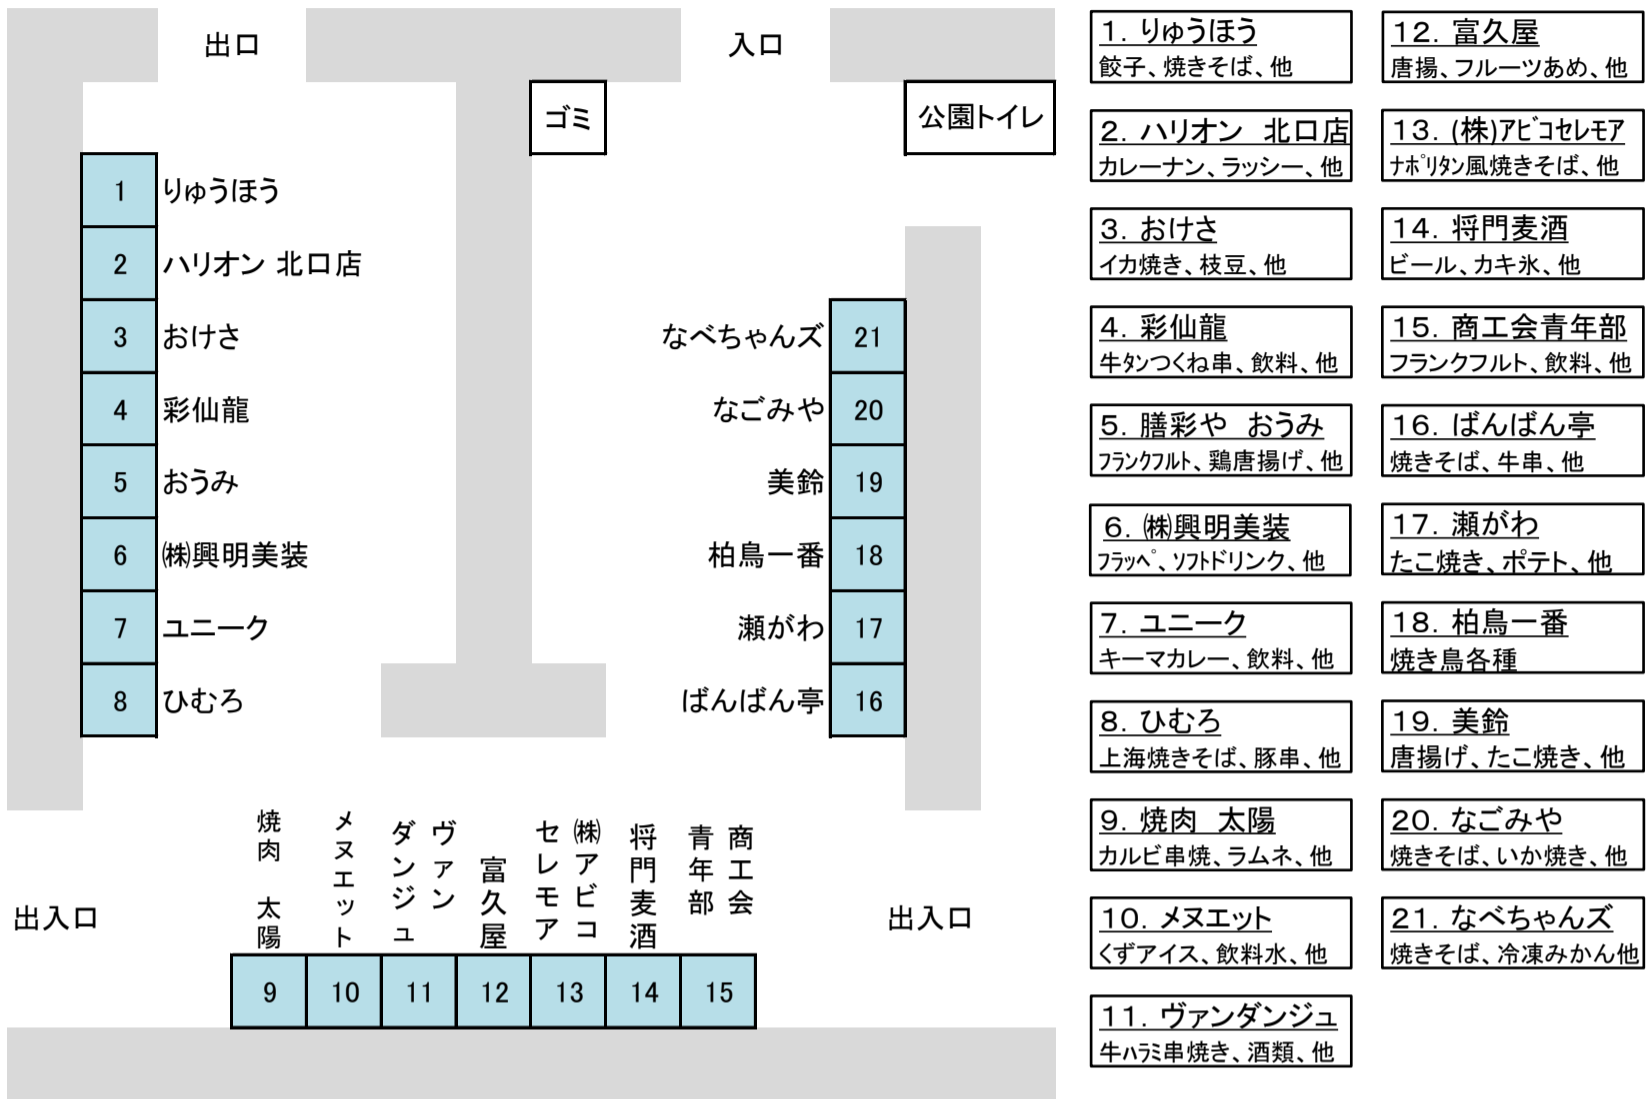 出口
入口
ゴミ
公園トイレ
1 りゅうほう
2 ハリオン 北口店
3 おけさ
4 彩仙龍
5 おうみ
6 ㈱興明美装
7 ユニーク
8 ひむろ
なべちゃんズ 21
なごみや 20
美鈴 19
柏鳥一番 18
瀬がわ 17
ばんばん亭 16
出入口
焼肉 太陽
メヌエット
ヴァン
ダンジュ
富久屋
㈱アビコ
セレモア
将門麦酒
商工会
青年部
出入口
9 10 11 12 13 14 15
1. りゅうほう
餃子、焼きそば、他
2. ハリオン 北口店
カレーナン、ラッシー、他
3. おけさ
イカ焼き、枝豆、他
4. 彩仙龍
牛タンつくね串、飲料、他
5. 膳彩や おうみ
フランクフルト、鶏唐揚げ、他
6. ㈱興明美装
フラッペ、ソフトドリンク、他
7. ユニーク
キーマカレー、飲料、他
8. ひむろ
上海焼きそば、豚串、他
9. 焼肉 太陽
カルビ串焼、ラムネ、他
10. メヌエット
くずアイス、飲料水、他
11. ヴァンダンジュ
牛ハラミ串焼き、酒類、他
12. 富久屋
唐揚、フルーツあめ、他
13. (株)アビコセレモア
ナポリタン風焼きそば、他
14. 将門麦酒
ビール、カキ氷、他
15. 商工会青年部
フランクフルト、飲料、他
16. ばんばん亭
焼きそば、牛串、他
17. 瀬がわ
たこ焼き、ポテト、他
18. 柏鳥一番
焼き鳥各種
19. 美鈴
唐揚げ、たこ焼き、他
20. なごみや
焼きそば、いか焼き、他
21. なべちゃんズ
焼きそば、冷凍みかん他